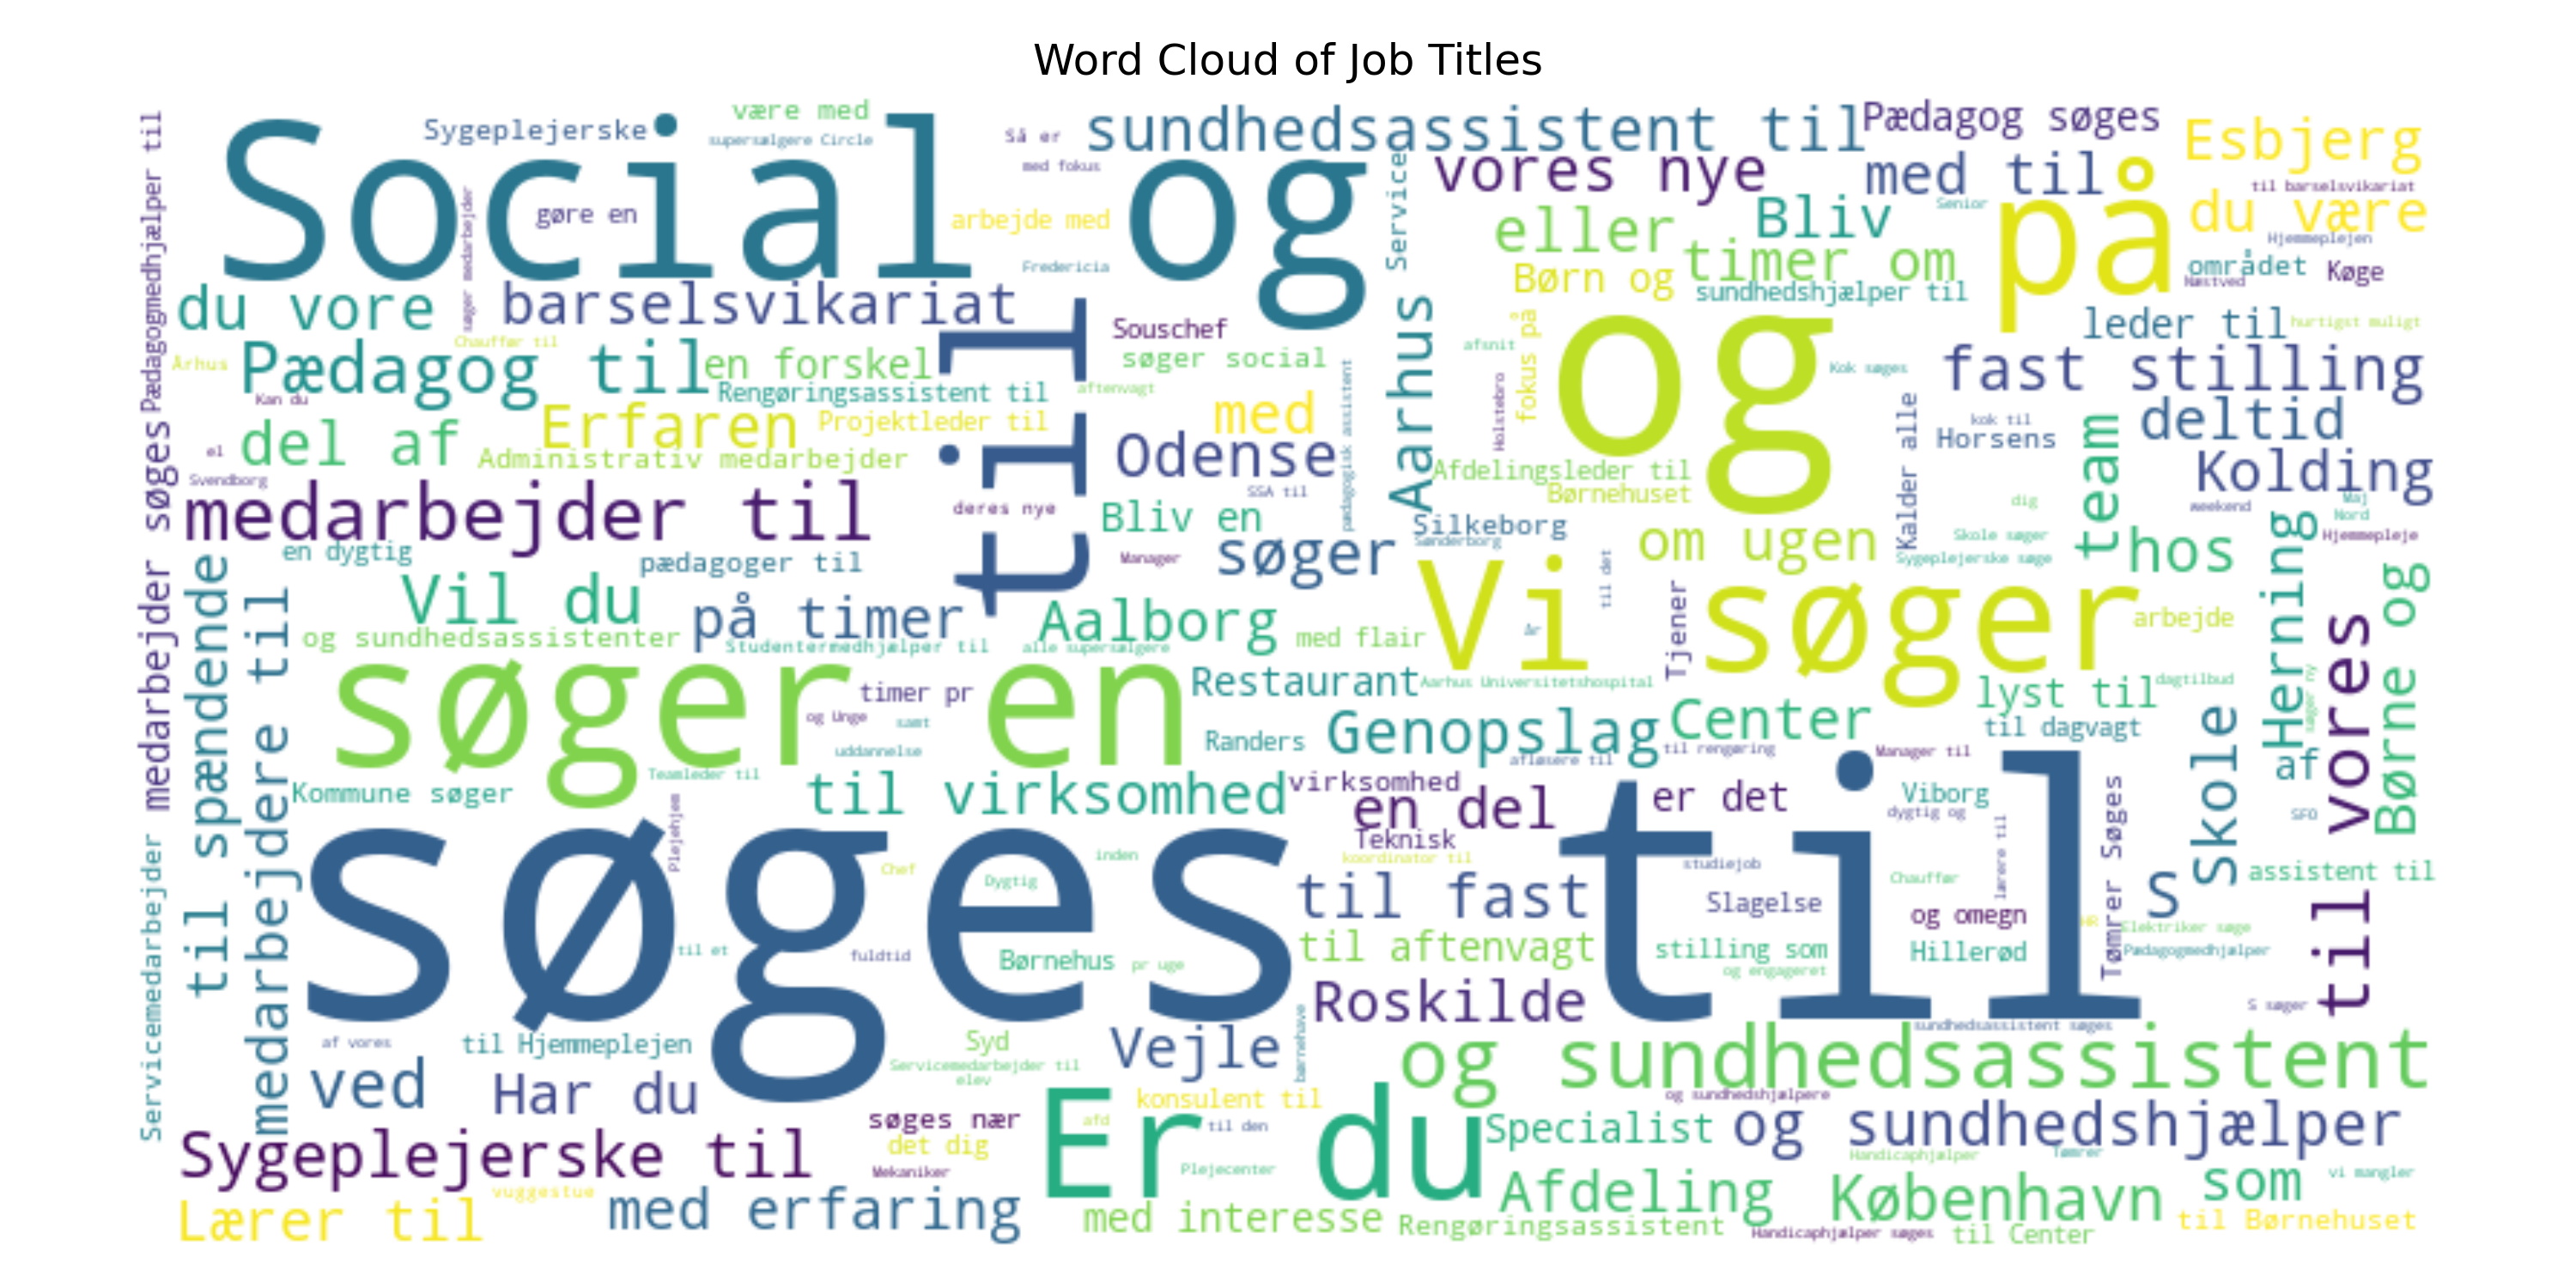 Word Cloud of Job Titles
Social og
søges til
søger en
Vi søger
Er du
og
til
på
sundhedsassistent til
Pædagog søges
Esbjerg
være med
Sygeplejerske
supersælgere Circle
Så er
med fokus
Service
vores nye
med til
til barselsvikariat
Senior
du være
gøre en
arbejde med
eller
Bliv
timer om
Hjemmeplejen
området
Køge
Næstved
Fredericia
Børn og
sundhedshjælper til
søger medarbejder
Pædagogmedhjælper til
du vore
barselsvikariat
Souschef
søger social
leder til
hurtigst muligt
Chauffør til
Århus
Pædagog til
en forskel
Rengøringsassistent til
aftenvagt
Aarhus
afsnit
fokus på
Kok søges
fast stilling
Kan du
Erfaren
Projektleder til
med
pædagogisk assistent
Holstebro
Kalder alle
kok til
Horsens
deltid
team
øl
del af
Administrativ medarbejder
Odense
Afdelingsleder til
Børnehuset
Kolding
Svendborg
medarbejder til
deres nye
SSA til
Bliv en
Silkeborg
Sønderborg
dig
weekend
Maj
Nord
Hjemmepleje
medarbejder søges
en dygtig
pædagoger til
Manager
søger
om ugen
Skole søger
Sygeplejerske søge
hos
Herning
Vil du
på timer
Aalborg
med flair
til det
År
Tjener
arbejde
Børne og
og sundhedsassistenter
Studentermedhjælper til
alle supersælgere
til spændende
medarbejdere til
timer pr
og Unge
samt
uddannelse
Restaurant
Aarhus Universitetshospital
lyst til
dagtilbud
søger ny
vores
Randers
Genopslag
Center
til dagvagt
Skole
af
Teamleder til
Kommune søger
til virksomhed
virksomhed
afløsere til
til rengøring
Manager til
en del
er det
Viborg
dygtig og
SFO
Plejehjem
Teknisk
koordinator til
studiejob
Chauffør
lærere til
Tømrer Søges
assistent til
Servicemedarbejder
Chef
inden
Dygtig
til fast
Slagelse
og omegn
HR
S
Elektriker søge
til
til et
fuldtid
Børnehus
pr uge
til aftenvagt
stilling som
og engageret
Hillerød
Pædagogmedhjælper
Roskilde
S søger
sundhedsassistent søges
af vores
til Hjemmeplejen
Syd
Servicemedarbejder til
elev
Vejle
børnehave
og sundhedsassistent
ved
Har du
søges nær
det dig
Mekaniker
konsulent til
afd
til den
Plejecenter
og sundhedshjælpere
Specialist
og sundhedshjælper
Handicaphjælper
Tømrer
Sygeplejerske til
vuggestue
Afdeling
København
som
vi mangler
Lærer til
med erfaring
med interesse
Rengøringsassistent
Handicaphjælper søges
til Center
til Børnehuset